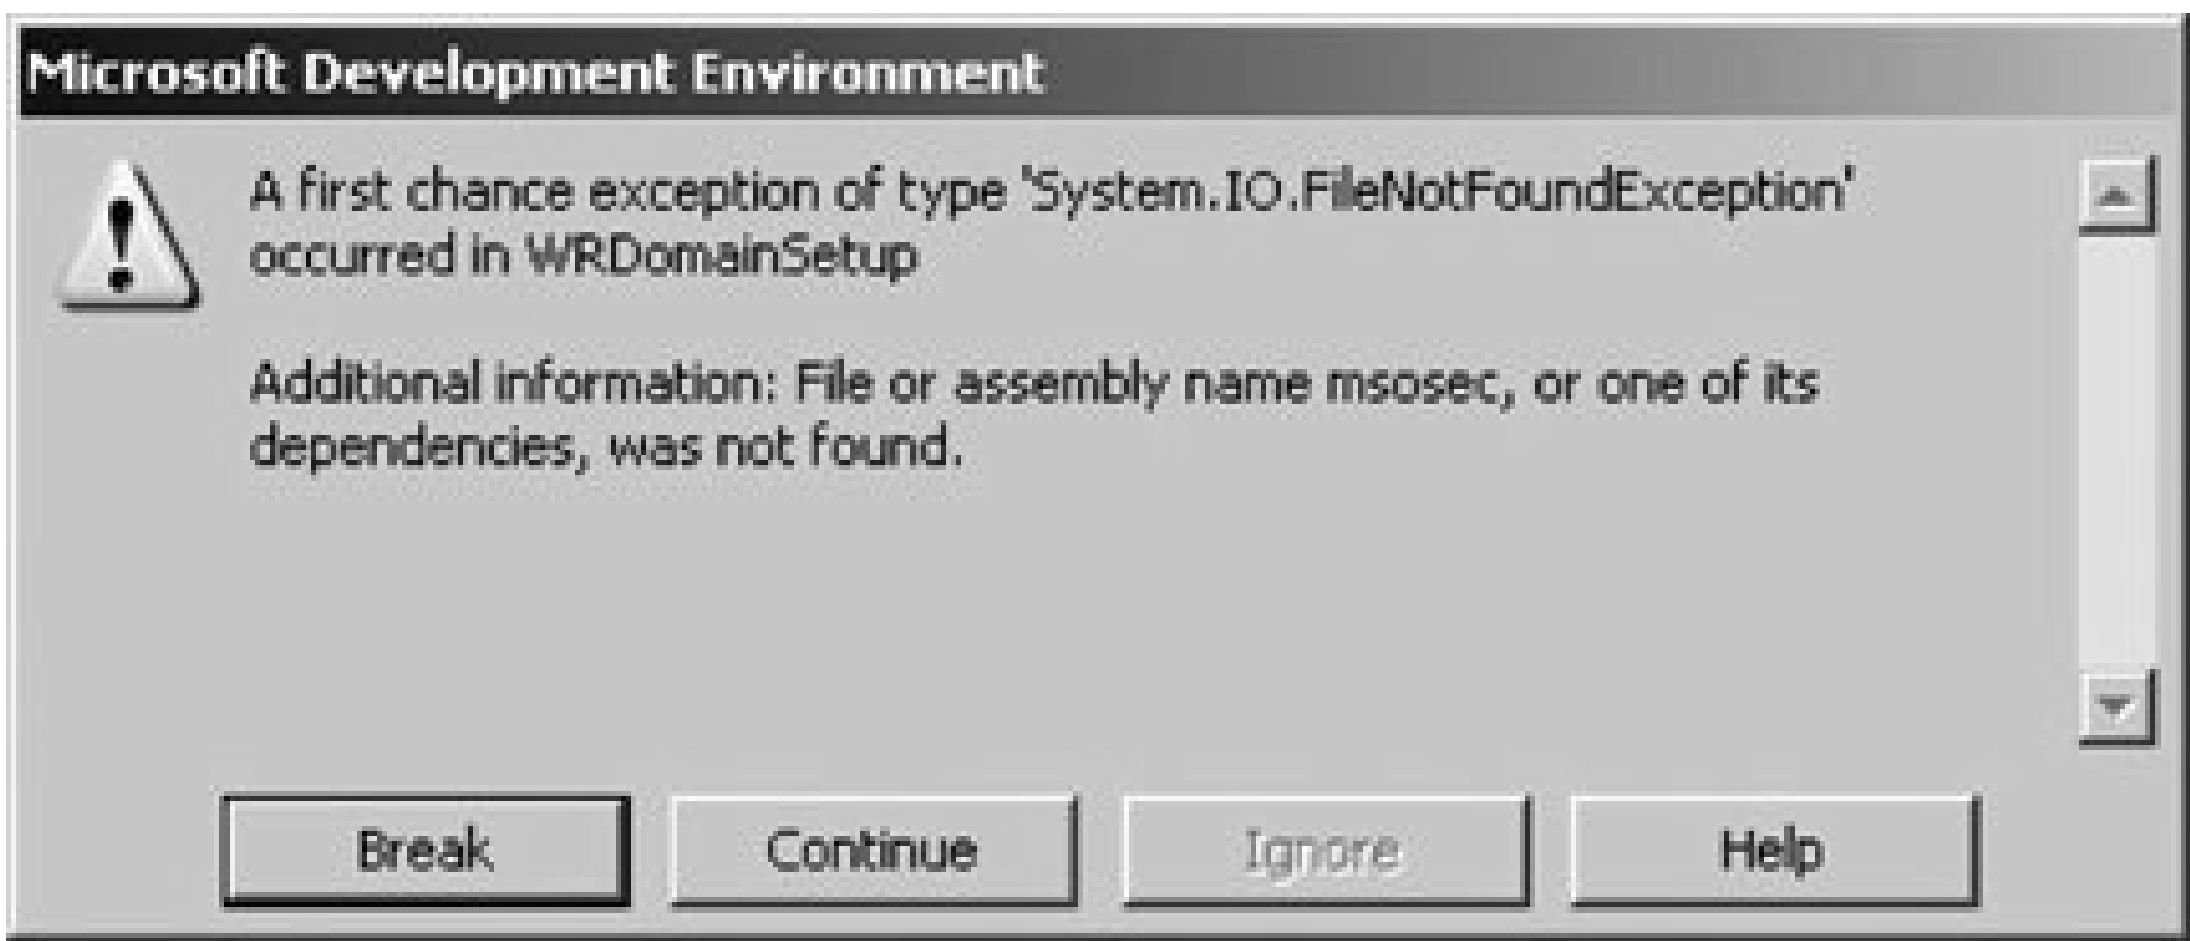 Microsoft Development Environment
A first chance exception of type 'System.IO.FileNotFoundException'
occurred in WRDomainSetup
Additional information: File or assembly name msosec, or one of its
dependencies, was not found.
Break Continue Ignore Help